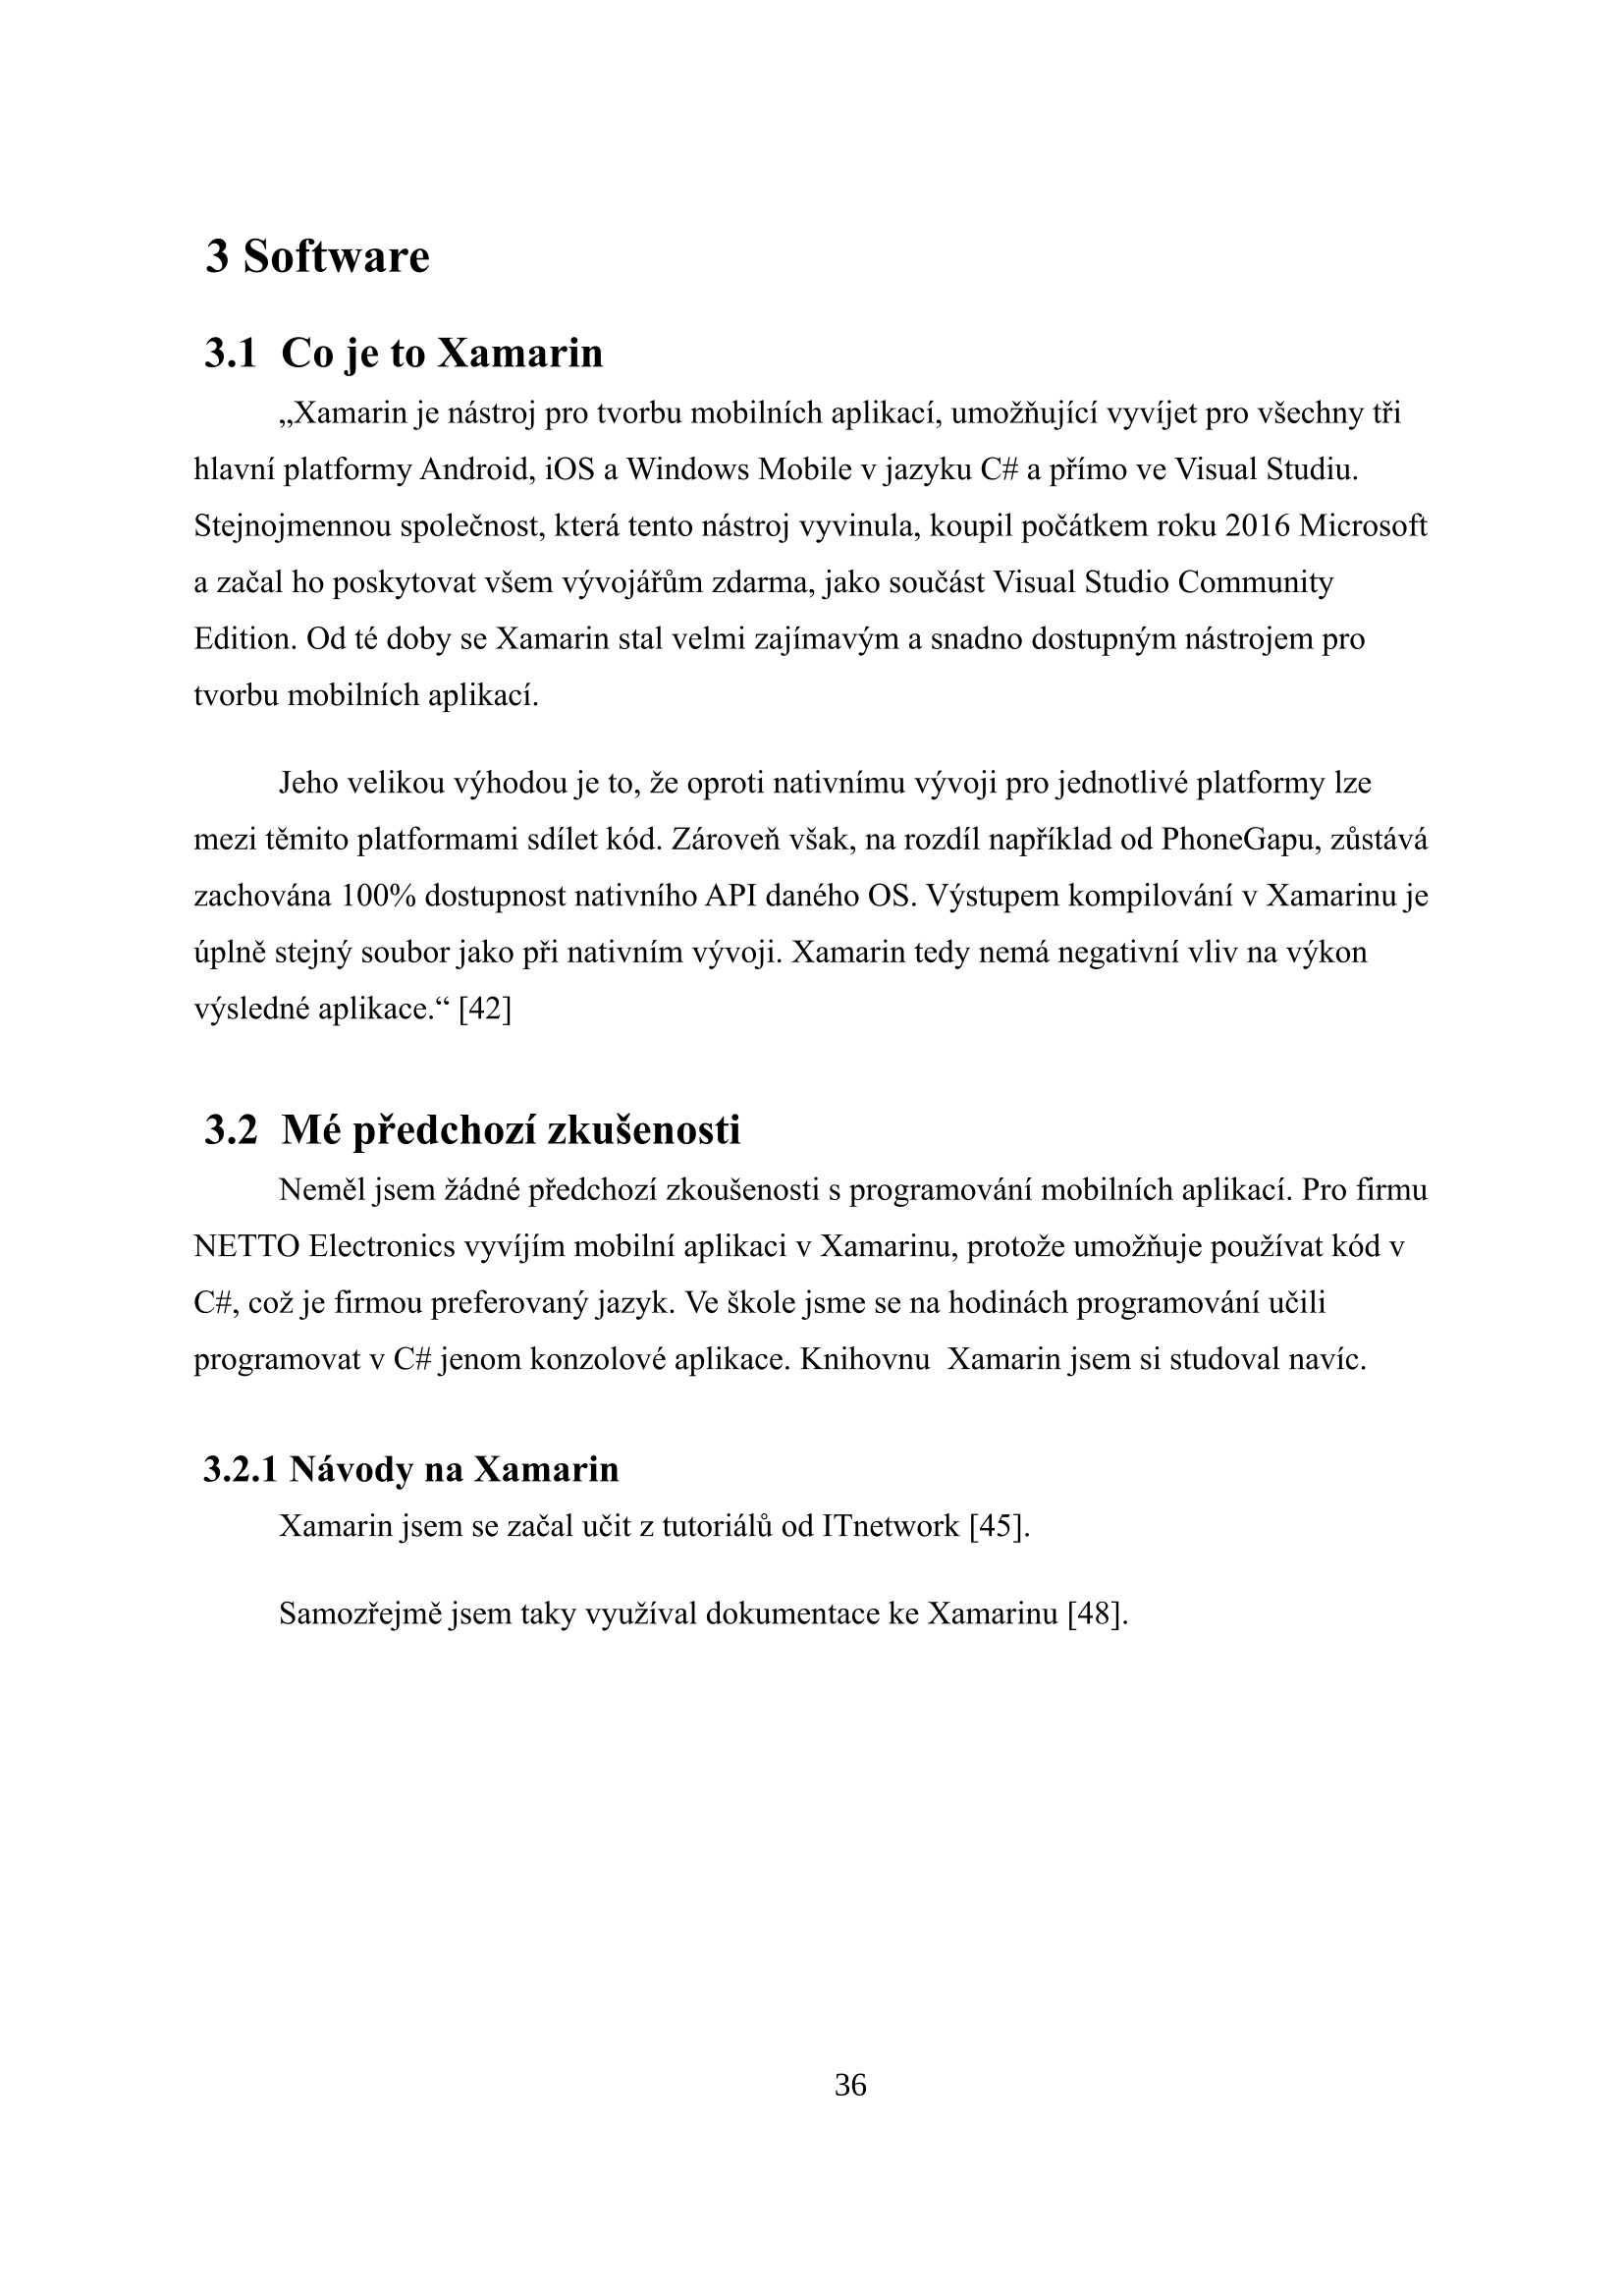 3 Software
3.1 Co je to Xamarin
„Xamarin je nástroj pro tvorbu mobilních aplikací, umožňující vyvíjet pro všechny tři
hlavní platformy Android, iOS a Windows Mobile v jazyku C# a přímo ve Visual Studiu.
Stejnojmennou společnost, která tento nástroj vyvinula, koupil počátkem roku 2016 Microsoft
a začal ho poskytovat všem vývojářům zdarma, jako součást Visual Studio Community
Edition. Od té doby se Xamarin stal velmi zajímavým a snadno dostupným nástrojem pro
tvorbu mobilních aplikací.
Jeho velikou výhodou je to, že oproti nativnímu vývoji pro jednotlivé platformy lze
mezi těmito platformami sdílet kód. Zároveň však, na rozdíl například od PhoneGapu, zůstává
zachována 100% dostupnost nativního API daného OS. Výstupem kompilování v Xamarinu je
úplně stejný soubor jako při nativním vývoji. Xamarin tedy nemá negativní vliv na výkon
výsledné aplikace.“ [42]
3.2 Mé předchozí zkušenosti
Neměl jsem žádné předchozí zkoušenosti s programování mobilních aplikací. Pro firmu
NETTO Electronics vyvíjím mobilní aplikaci v Xamarinu, protože umožňuje používat kód v
C#, což je firmou preferovaný jazyk. Ve škole jsme se na hodinách programování učili
programovat v C# jenom konzolové aplikace. Knihovnu  Xamarin jsem si studoval navíc.
3.2.1 Návody na Xamarin
Xamarin jsem se začal učit z tutoriálů od ITnetwork [45].
Samozřejmě jsem taky využíval dokumentace ke Xamarinu [48].
36